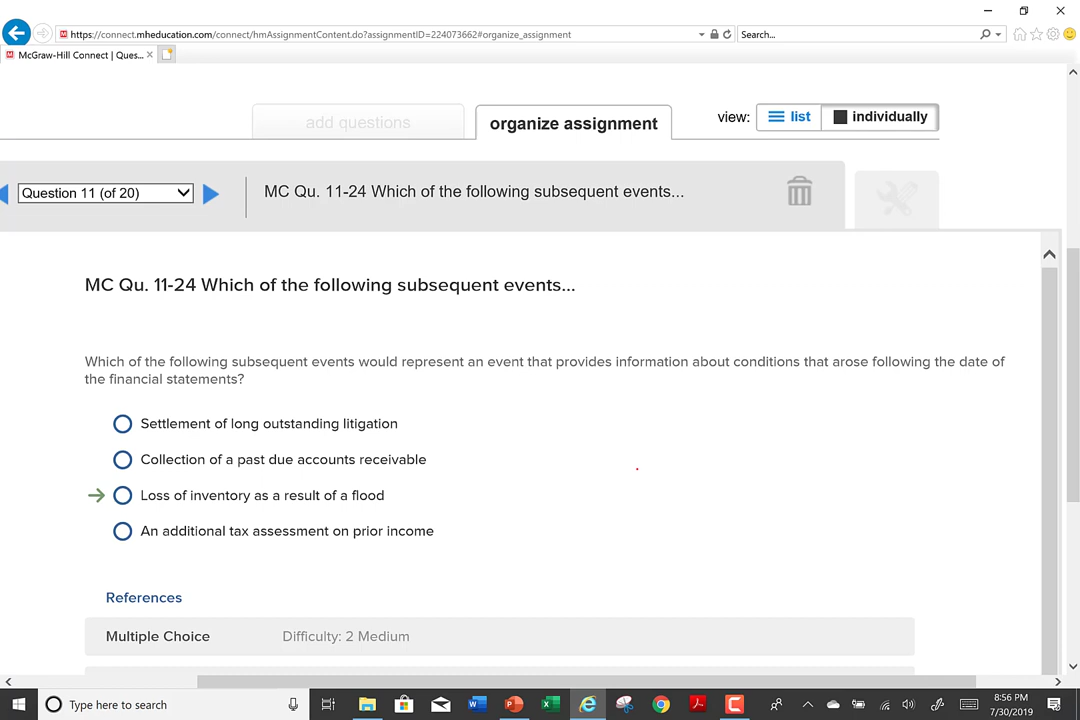 https://connect.mheducation.com/connect/hmAssignmentContent.do?assignmentID=224073662#organize_assignment
Search...
McGraw-Hill Connect | Ques...
add questions
organize assignment
view:
list
individually
Question 11 (of 20)
MC Qu. 11-24 Which of the following subsequent events...
MC Qu. 11-24 Which of the following subsequent events...
Which of the following subsequent events would represent an event that provides information about conditions that arose following the date of
the financial statements?
Settlement of long outstanding litigation
Collection of a past due accounts receivable
Loss of inventory as a result of a flood
An additional tax assessment on prior income
References
Multiple Choice
Difficulty: 2 Medium
Type here to search
8:56 PM
7/30/2019